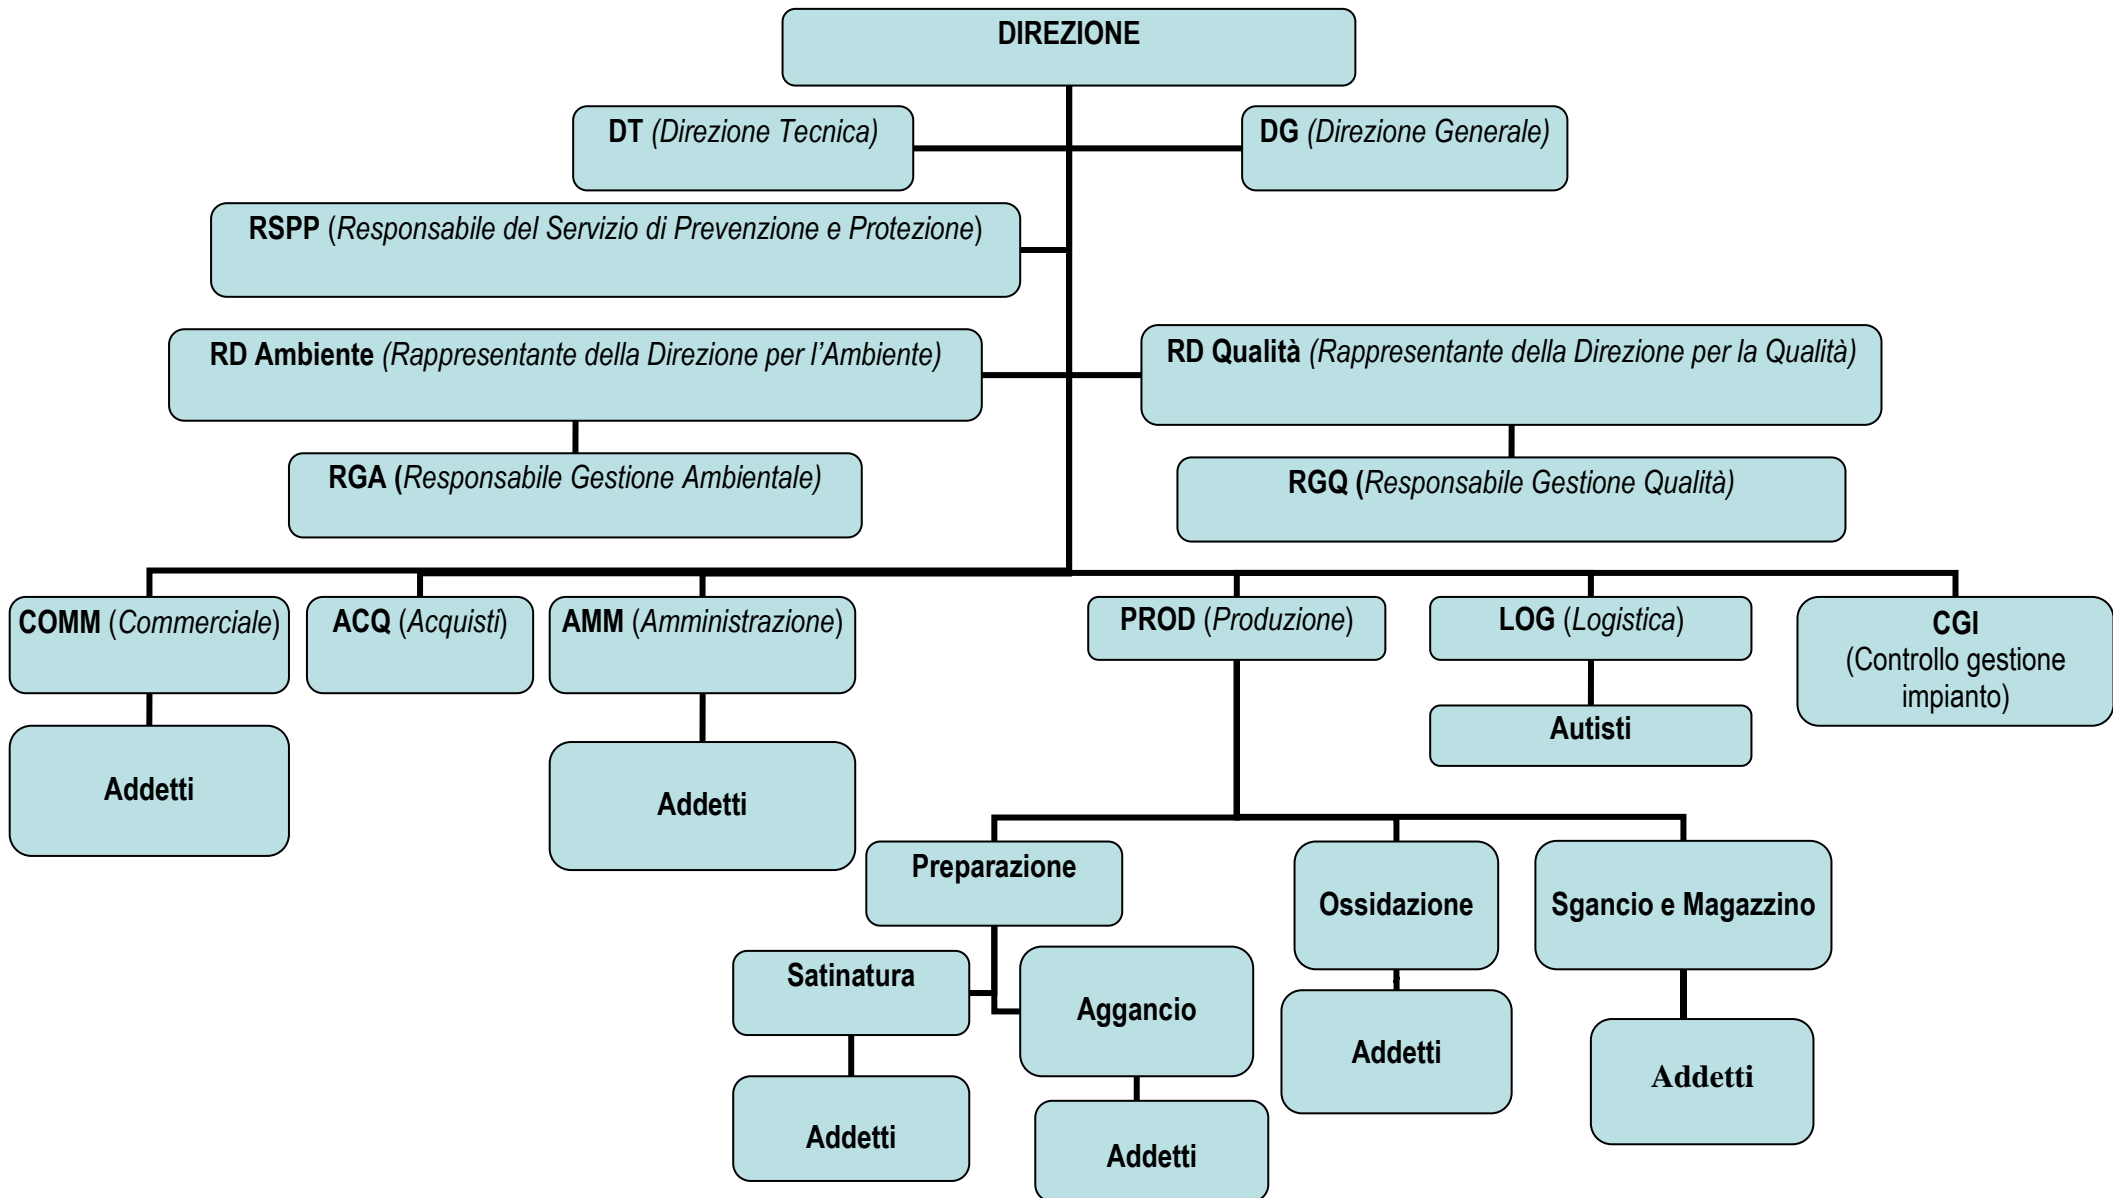 DIREZIONE
DT (Direzione Tecnica)
DG (Direzione Generale)
RSPP (Responsabile del Servizio di Prevenzione e Protezione)
RD Ambiente (Rappresentante della Direzione per l’Ambiente)
RD Qualità (Rappresentante della Direzione per la Qualità)
RGA (Responsabile Gestione Ambientale)
RGQ (Responsabile Gestione Qualità)
COMM (Commerciale)
ACQ (Acquisti)
AMM (Amministrazione)
PROD (Produzione)
LOG (Logistica)
CGI
(Controllo gestione
impianto)
Autisti
Addetti
Addetti
Preparazione
Ossidazione
Sgancio e Magazzino
Satinatura
Aggancio
Addetti
Addetti
Addetti
Addetti